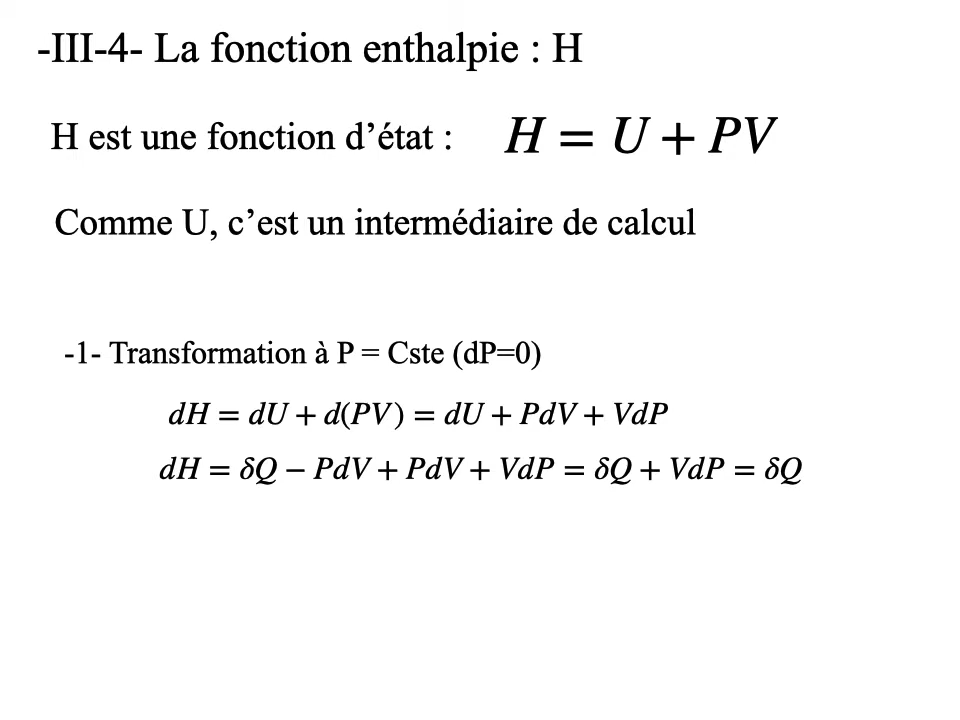 -III-4- La fonction enthalpie : H
H est une fonction d’état : H = U + PV
Comme U, c’est un intermédiaire de calcul
-1- Transformation à P = Cste (dP=0)
dH = dU + d(PV) = dU + PdV + VdP
dH = δQ − PdV + PdV + VdP = δQ + VdP = δQ